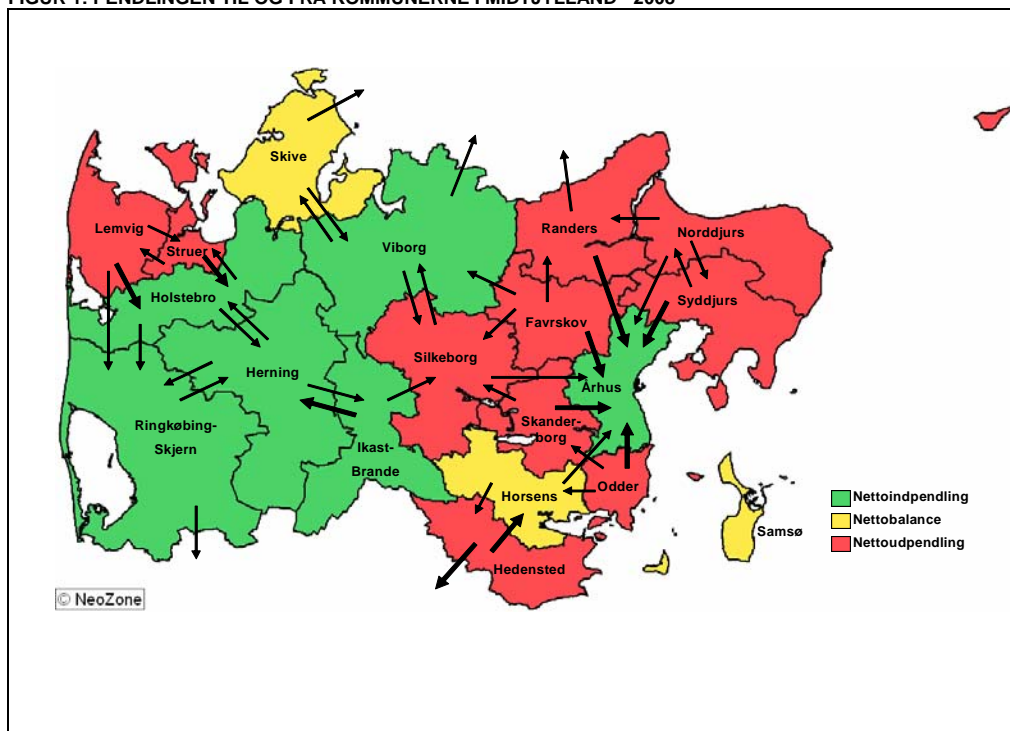 Skive
Lemvig
Struer
Viborg
Randers
Norddjurs
Holstebro
Syddjurs
Favrskov
Silkeborg
Herning
Århus
Ringkøbing-
Skjern
Skander-
borg
Ikast-
Brande
Odder
Horsens
Hedensted
Samsø
Nettoindpendling
Nettobalance
Nettoudpendling
© NeoZone